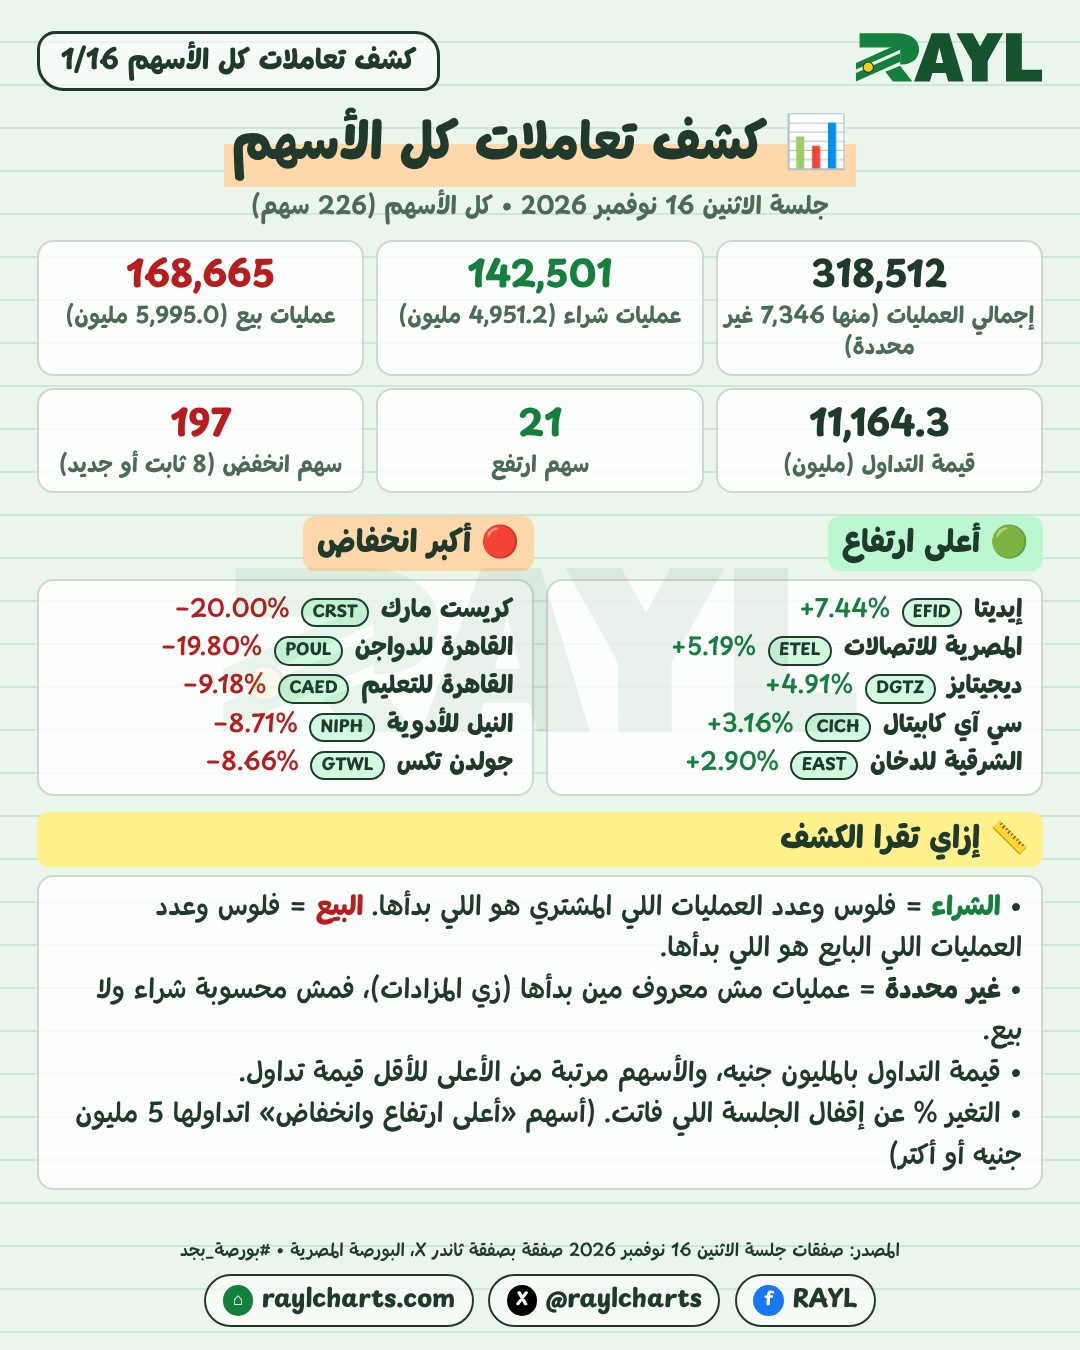 RAYL
كشف تعاملات كل الأسهم 1/16
📊 كشف تعاملات كل الأسهم
جلسة الاثنين 16 نوفمبر 2026 • كل الأسهم (226 سهم)
318,512
إجمالي العمليات (منها 7,346 غير
محددة)
142,501
عمليات شراء (4,951.2 مليون)
168,665
عمليات بيع (5,995.0 مليون)
11,164.3
قيمة التداول (مليون)
21
سهم ارتفع
197
سهم انخفض (8 ثابت أو جديد)
🟢 أعلى ارتفاع
إيديتا EFID +7.44%
المصرية للاتصالات ETEL +5.19%
ديجيتايز DGTZ +4.91%
سي آي كابيتال CICH +3.16%
الشرقية للدخان EAST +2.90%
🔴 أكبر انخفاض
كريست مارك CRST −20.00%
القاهرة للدواجن POUL −19.80%
القاهرة للتعليم CAED −9.18%
النيل للأدوية NIPH −8.71%
جولدن تكس GTWL −8.66%
📏 إزاي تقرا الكشف
• الشراء = فلوس وعدد العمليات اللي المشتري هو اللي بدأها. البيع = فلوس وعدد
العمليات اللي البايع هو اللي بدأها.
• غير محددة = عمليات مش معروف مين بدأها (زي المزادات)، فمش محسوبة شراء ولا
بيع.
• قيمة التداول بالمليون جنيه، والأسهم مرتبة من الأعلى للأقل قيمة تداول.
• التغير % عن إقفال الجلسة اللي فاتت. (أسهم «أعلى ارتفاع وانخفاض» اتداولها 5 مليون
جنيه أو أكتر)
المصدر: صفقات جلسة الاثنين 16 نوفمبر 2026 صفقة بصفقة ثاندر X، البورصة المصرية • #بورصة_بجد
RAYL
@raylcharts
raylcharts.com